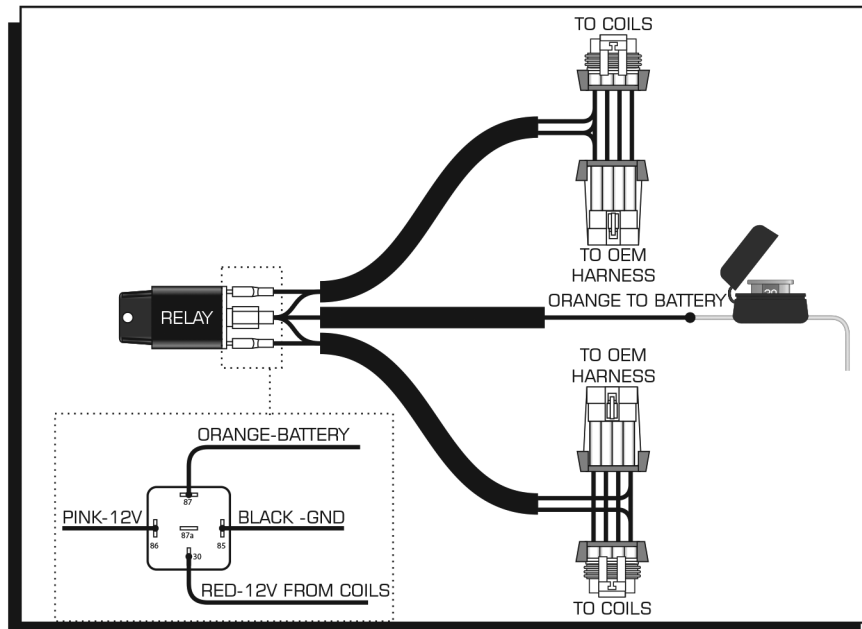 TO COILS
TO OEM
HARNESS
ORANGE TO BATTERY
30
RELAY
TO OEM
HARNESS
ORANGE-BATTERY
87
PINK-12V
BLACK -GND
87a
86
85
30
RED-12V FROM COILS
TO COILS